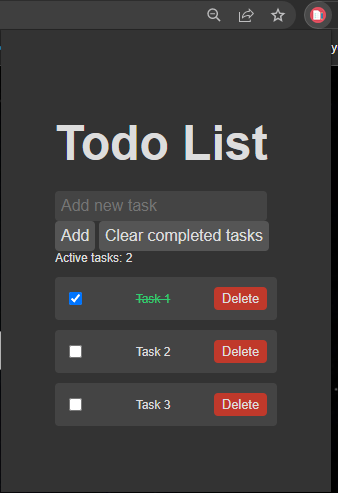 y
Todo List
Add new task
Add Clear completed tasks
Active tasks: 2
Task 1 Delete
Task 2 Delete
Task 3 Delete